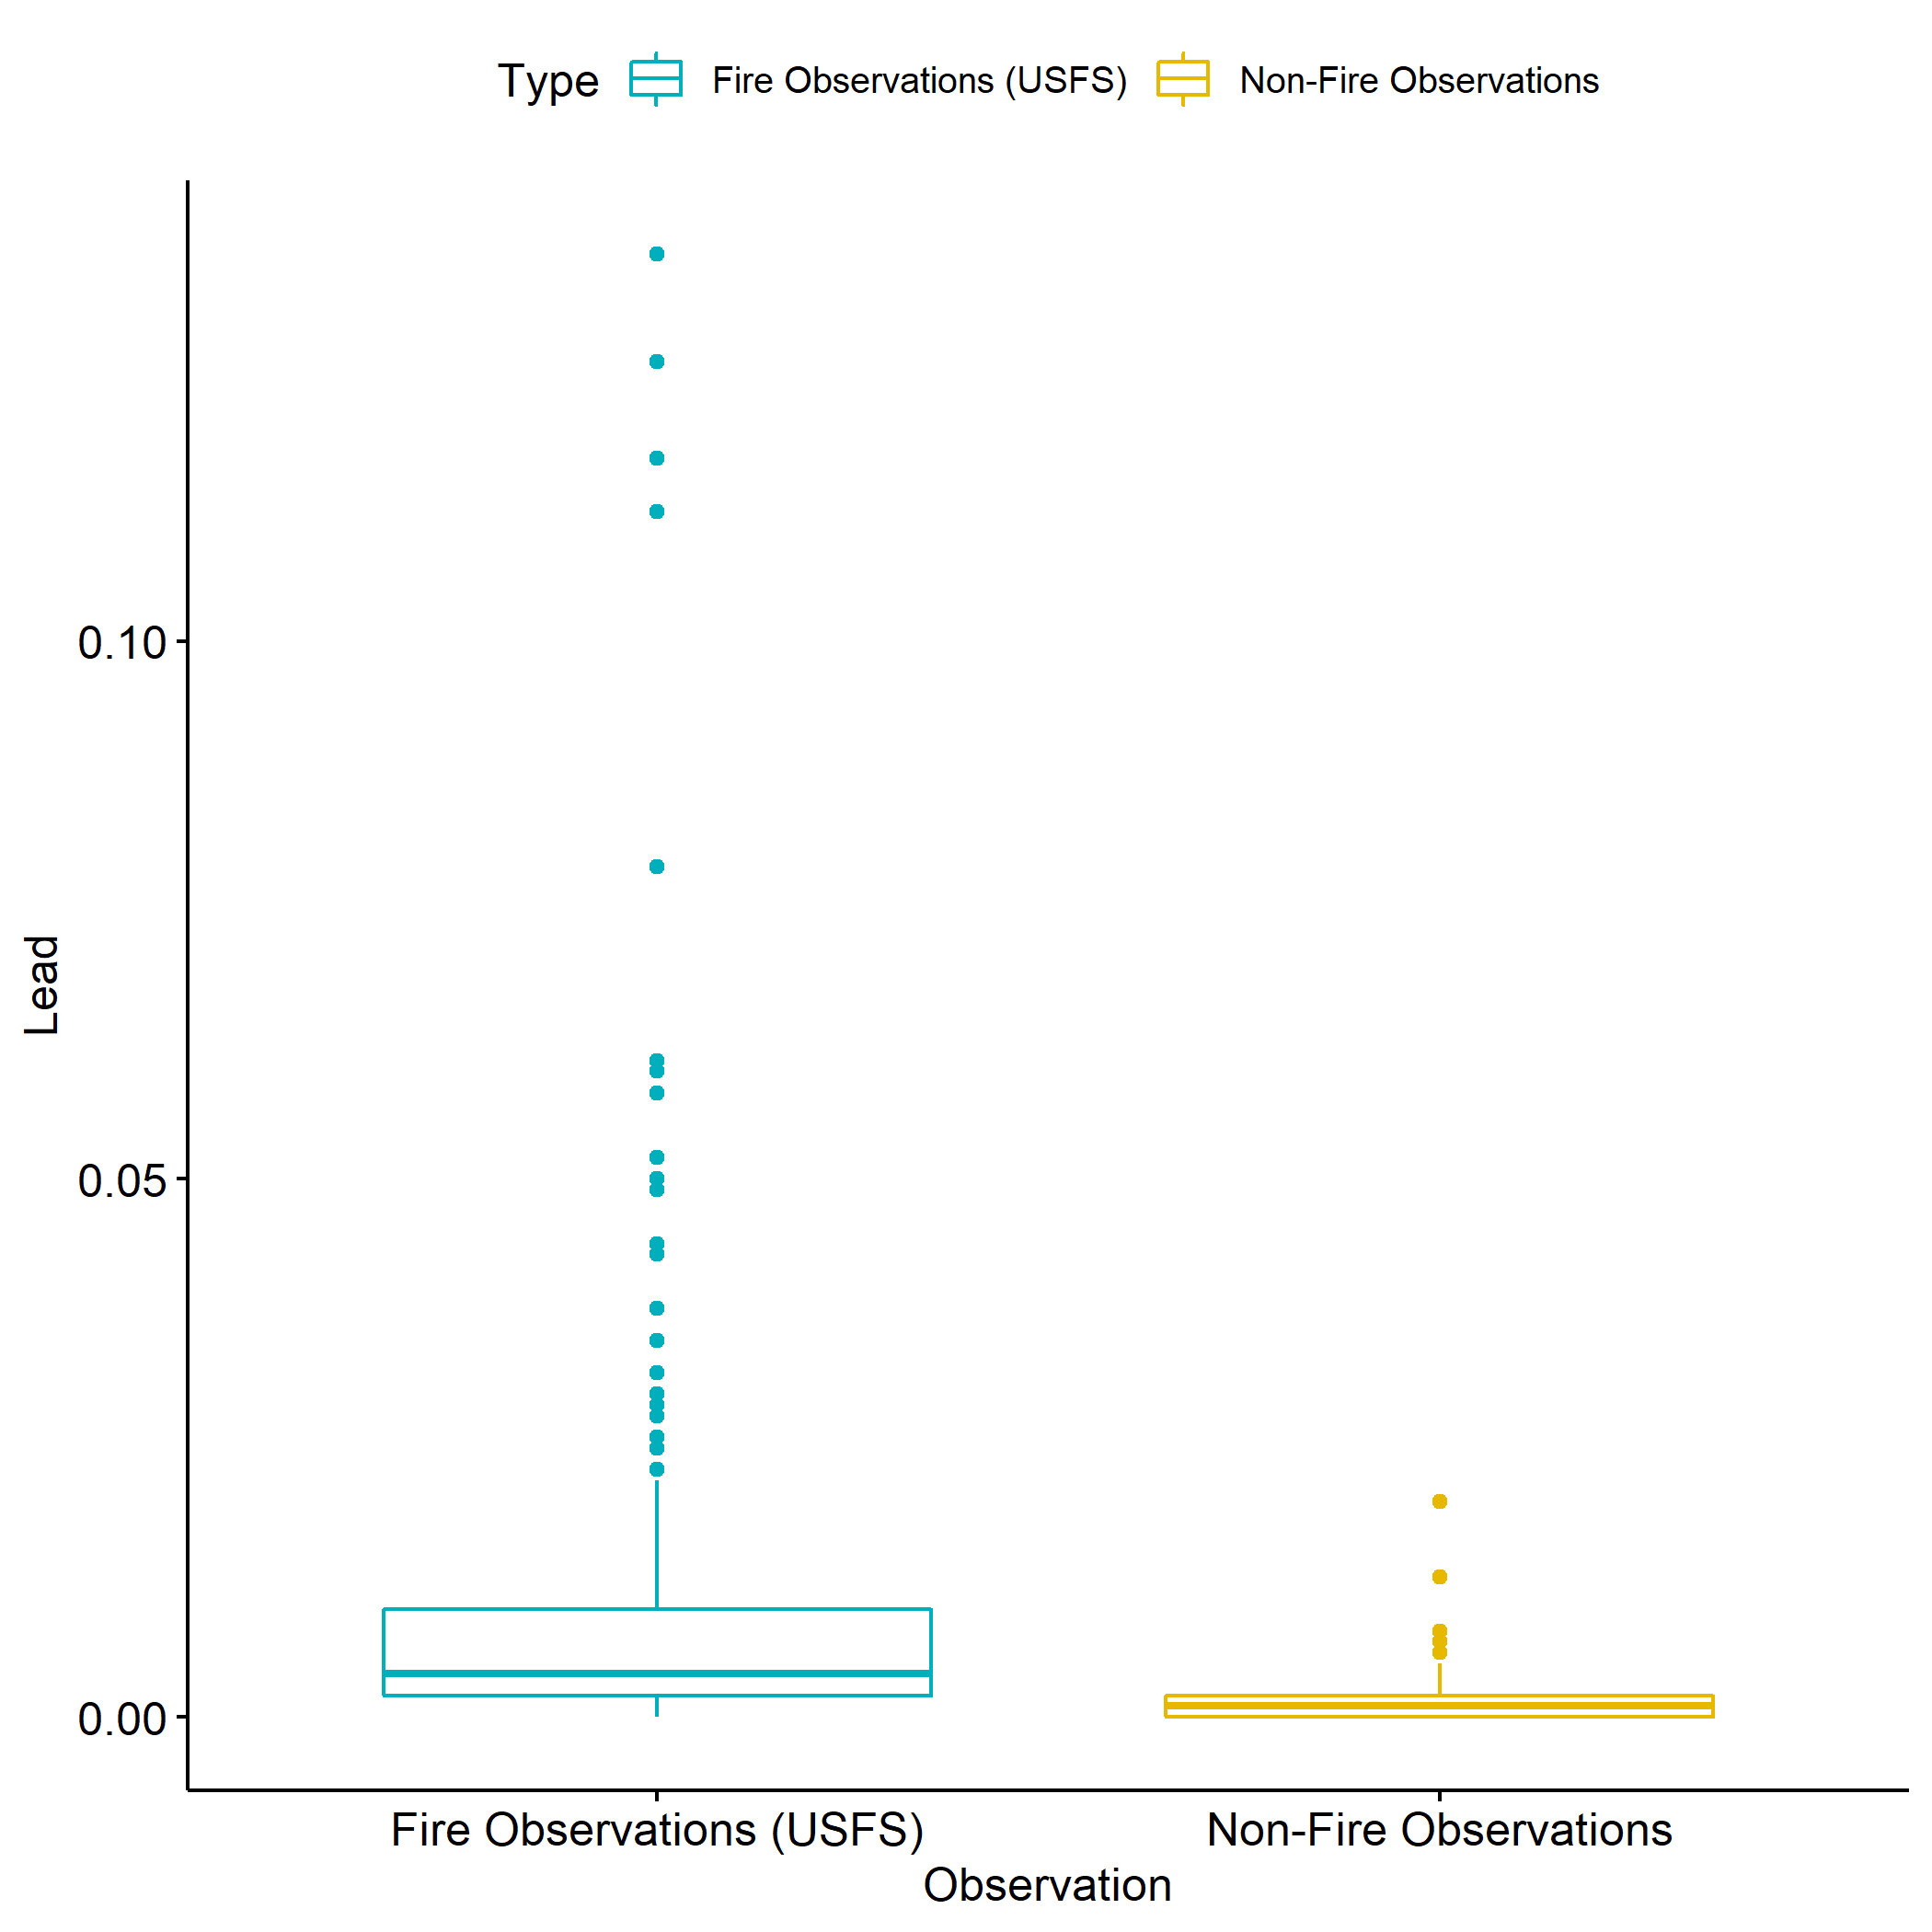 Type Fire Observations (USFS) Non-Fire Observations
0.10
0.05
0.00
Lead
Fire Observations (USFS) Non-Fire Observations
Observation